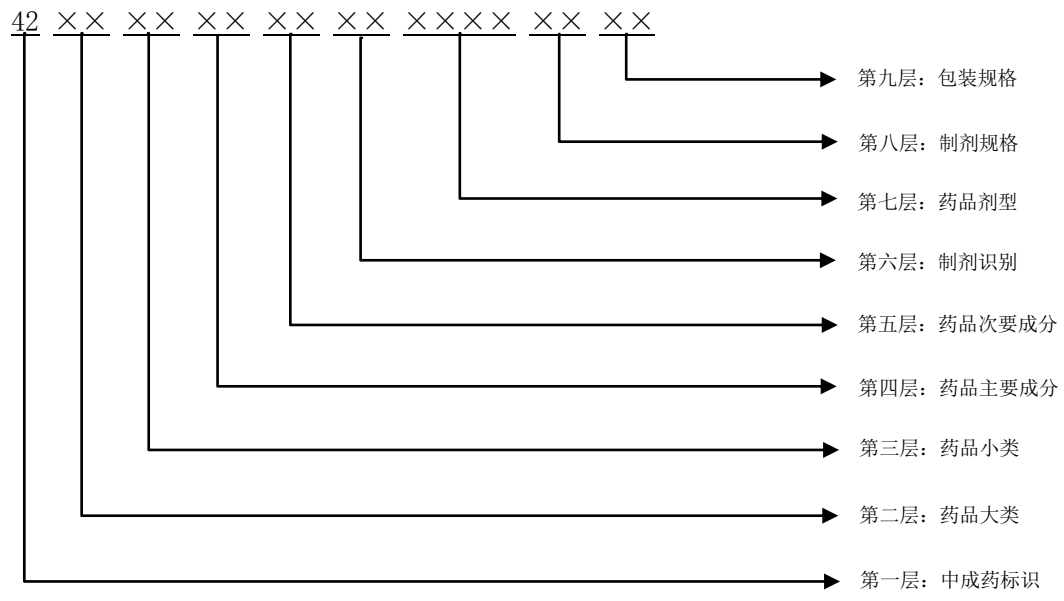 42 ×× ×× ×× ×× ×× ×××× ×× ××
第九层：包装规格
第八层：制剂规格
第七层：药品剂型
第六层：制剂识别
第五层：药品次要成分
第四层：药品主要成分
第三层：药品小类
第二层：药品大类
第一层：中成药标识